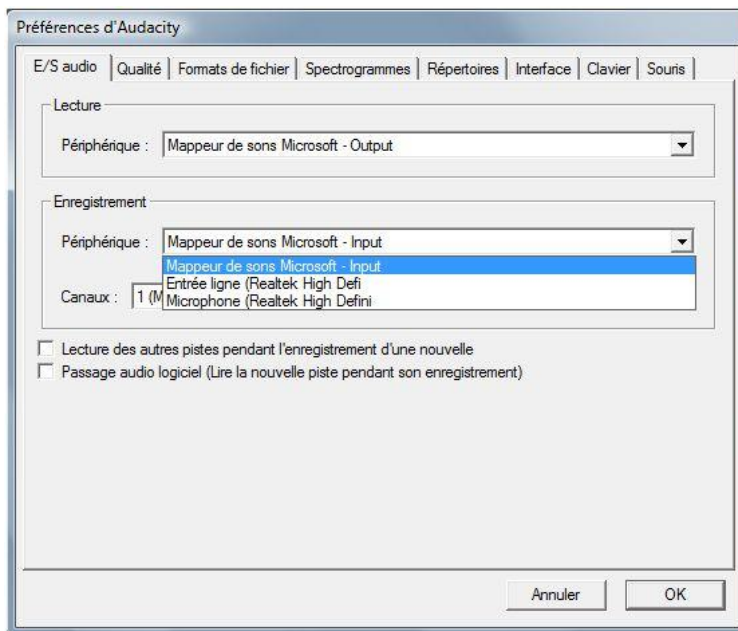 Préférences d'Audacity
E/S audio Qualité Formats de fichier Spectrogrammes Répertoires Interface Clavier Souris
Lecture
Périphérique : Mappeur de sons Microsoft - Output
Enregistrement
Périphérique : Mappeur de sons Microsoft - Input
Mappeur de sons Microsoft - Input
Entrée ligne (Realtek High Defi
Microphone (Realtek High Defini
Canaux : 1 (M
Lecture des autres pistes pendant l'enregistrement d'une nouvelle
Passage audio logiciel (Lire la nouvelle piste pendant son enregistrement)
Annuler OK